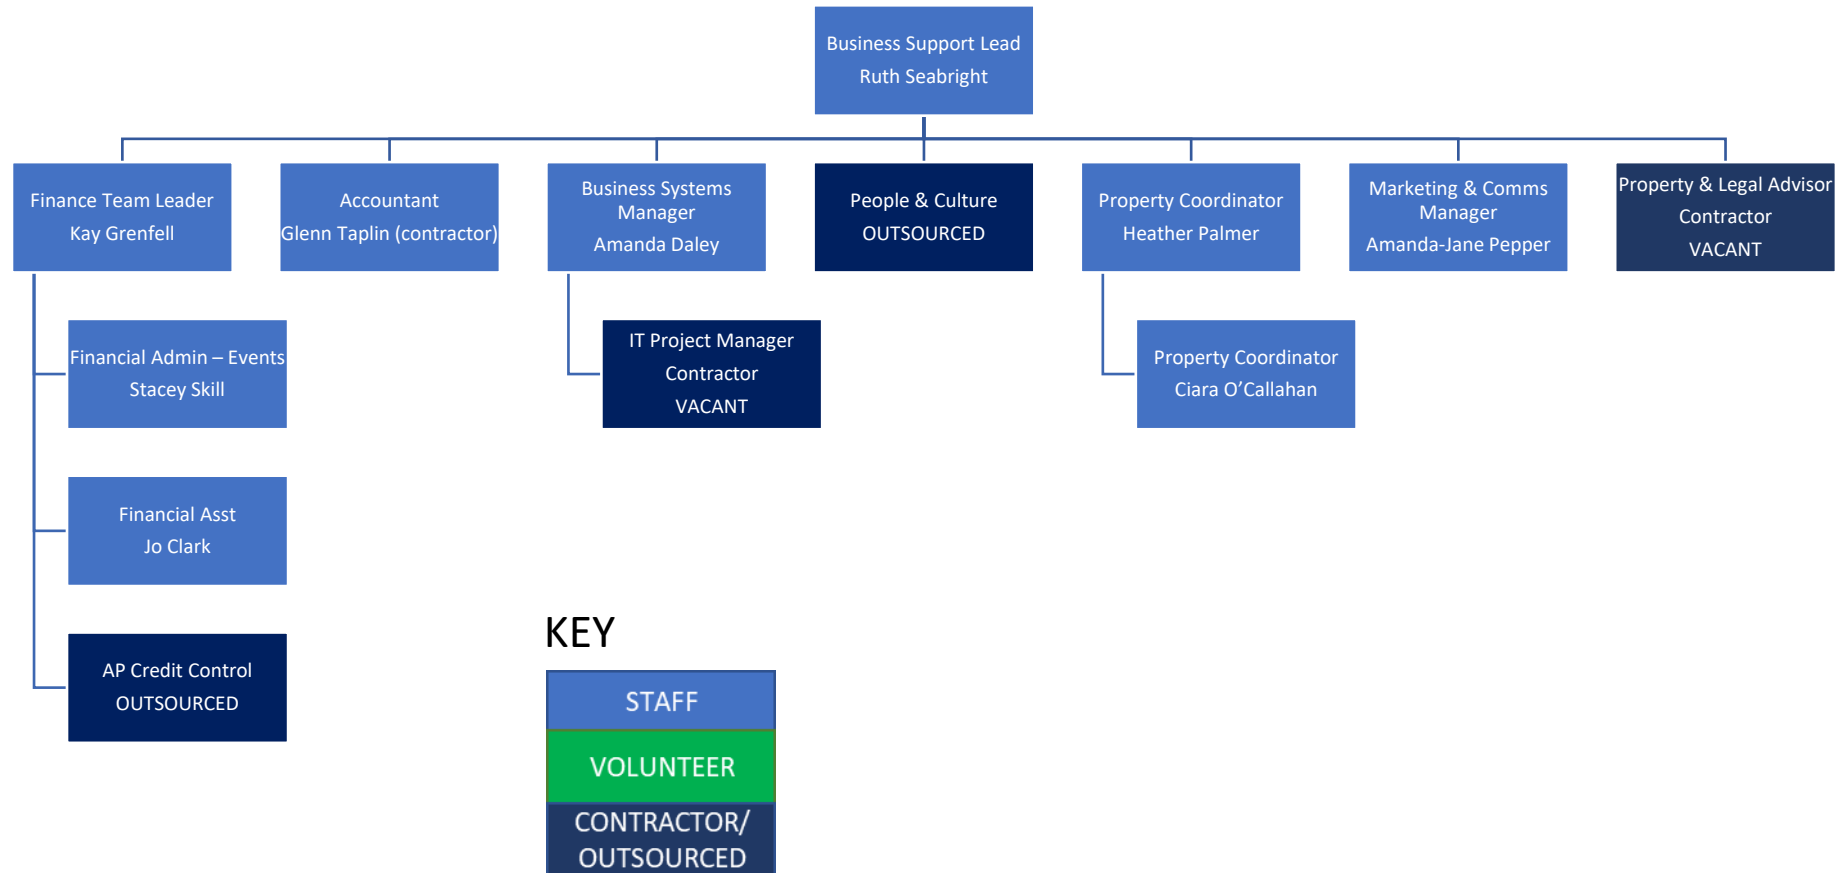 Business Support Lead
Ruth Seabright
Finance Team Leader
Kay Grenfell
Accountant
Glenn Taplin (contractor)
Business Systems
Manager
Amanda Daley
People & Culture
OUTSOURCED
Property Coordinator
Heather Palmer
Marketing & Comms
Manager
Amanda-Jane Pepper
Property & Legal Advisor
Contractor
VACANT
Financial Admin – Events
Stacey Skill
IT Project Manager
Contractor
VACANT
Property Coordinator
Ciara O’Callahan
Financial Asst
Jo Clark
AP Credit Control
OUTSOURCED
KEY
STAFF
VOLUNTEER
CONTRACTOR/
OUTSOURCED